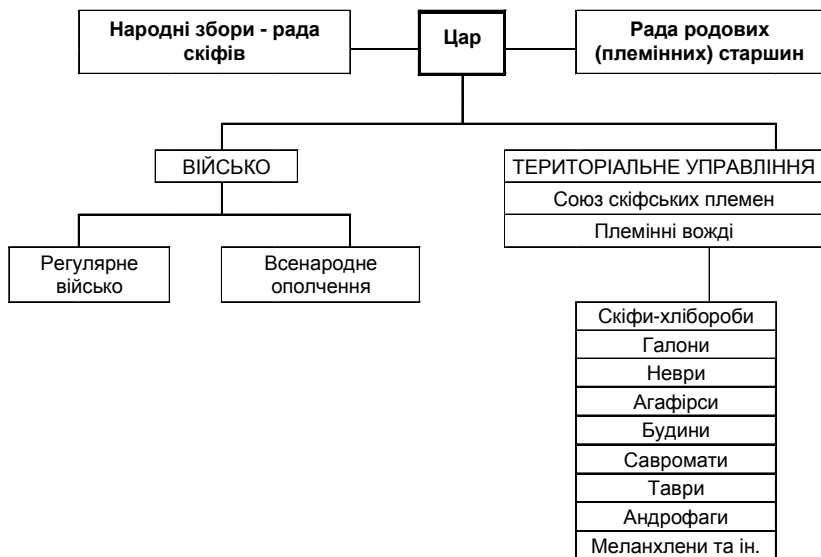 Народні збори - рада
скіфів
Цар
Рада родових
(племінних) старшин
ВІЙСЬКО
ТЕРИТОРІАЛЬНЕ УПРАВЛІННЯ
Союз скіфських племен
Племінні вожді
Регулярне
військо
Всенародне
ополчення
Скіфи-хлібороби
Галони
Неври
Агафірси
Будини
Савромати
Таври
Андрофаги
Меланхлени та ін.